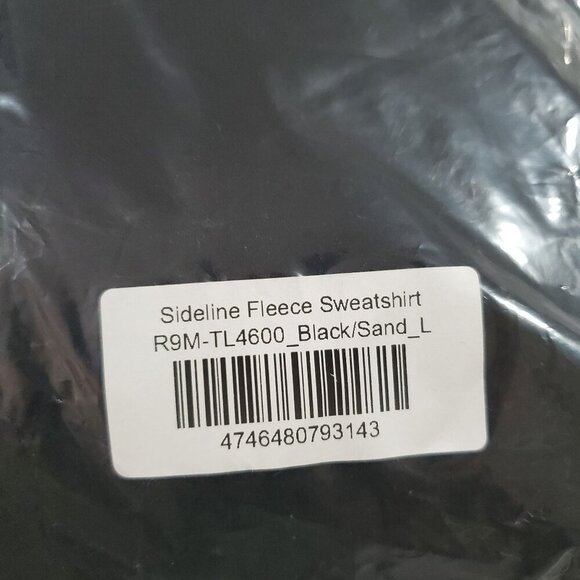 Sideline Fleece Sweatshirt
R9M-TL4600_Black/Sand_L
4746480793143